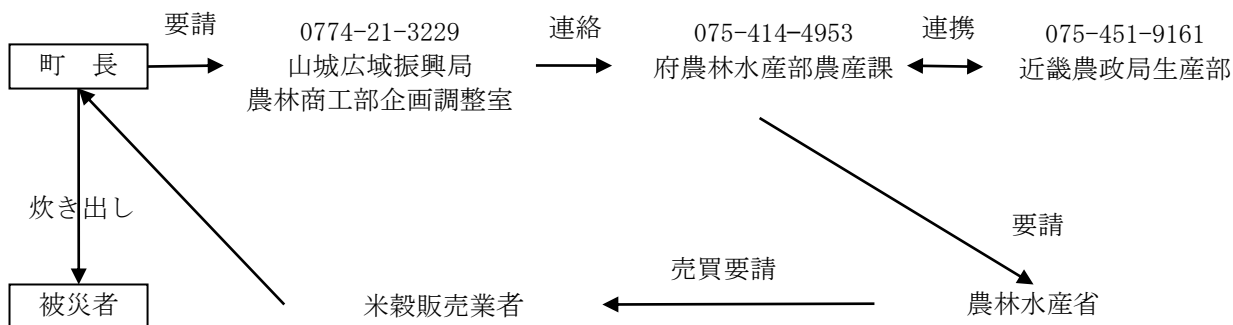 要請
0774-21-3229
連絡
075-414-4953
連携
075-451-9161
町 長
山城広域振興局
府農林水産部農産課
近畿農政局生産部
農林商工部企画調整室
炊き出し
要請
売買要請
被災者
米穀販売業者
農林水産省